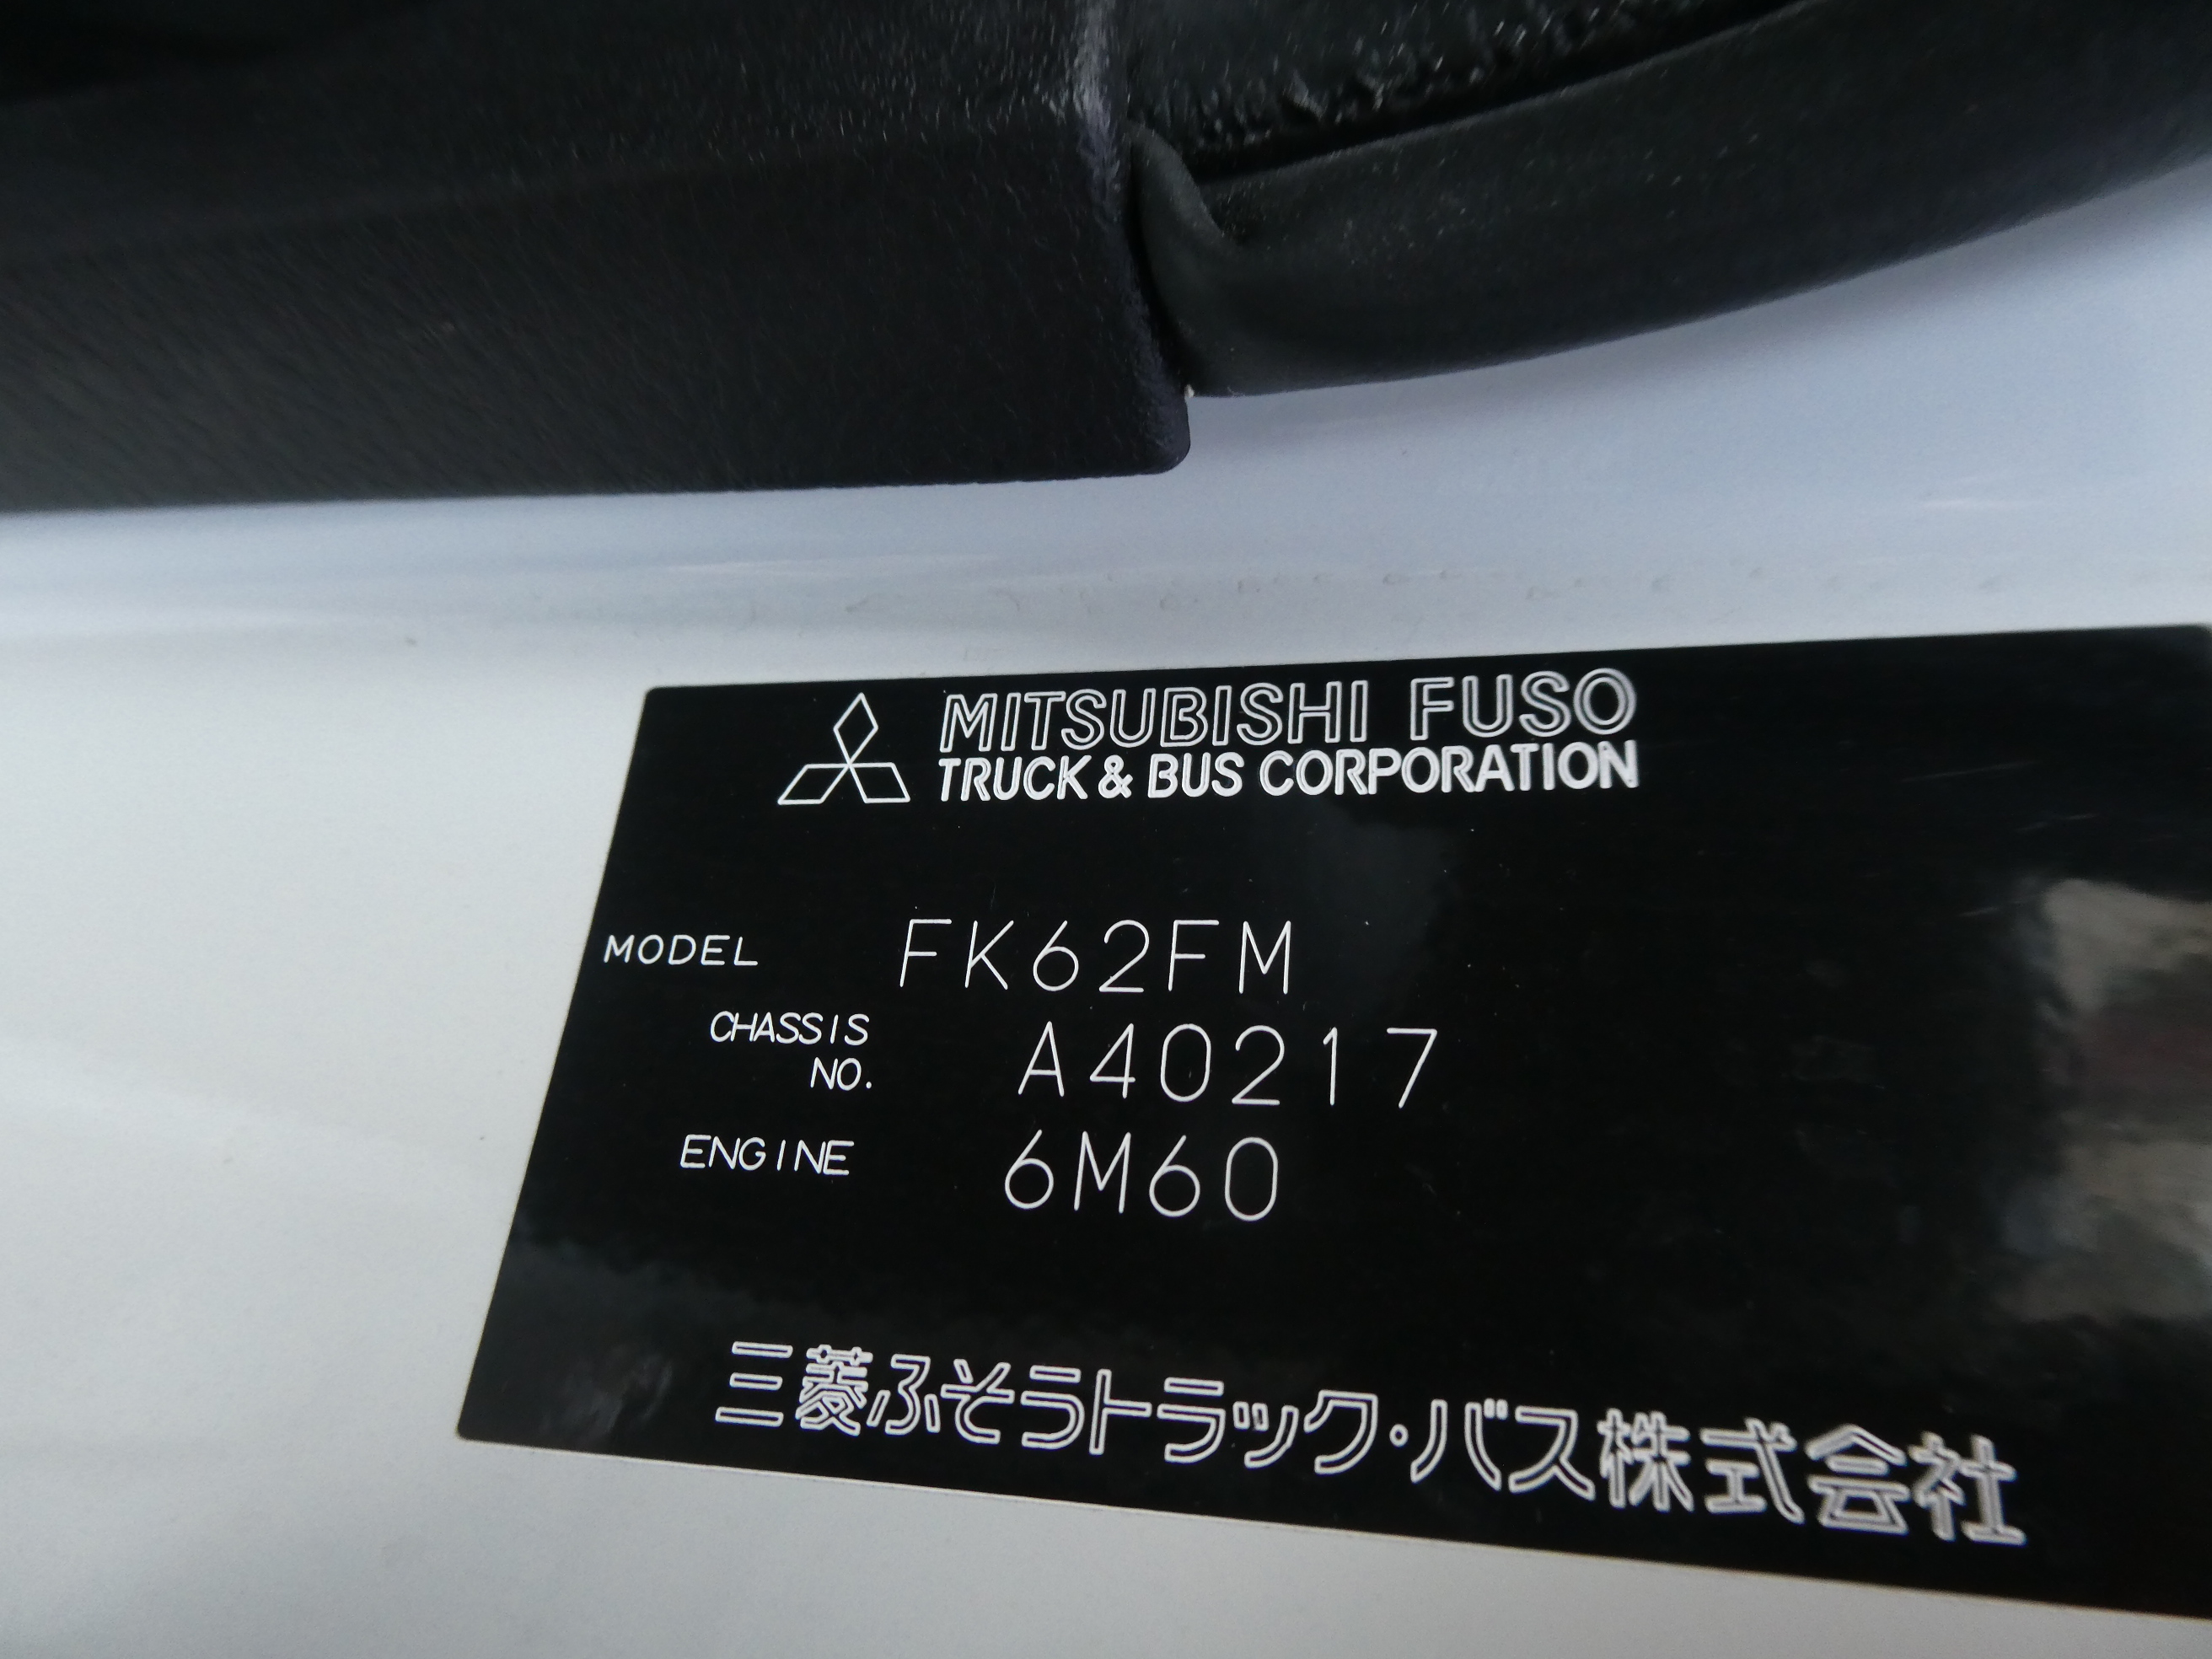 MITSUBISHI FUSO
TRUCK & BUS CORPORATION
MODEL FK62FM
CHASSIS NO. A40217
ENGINE 6M60
三菱ふそうトラック・バス株式会社